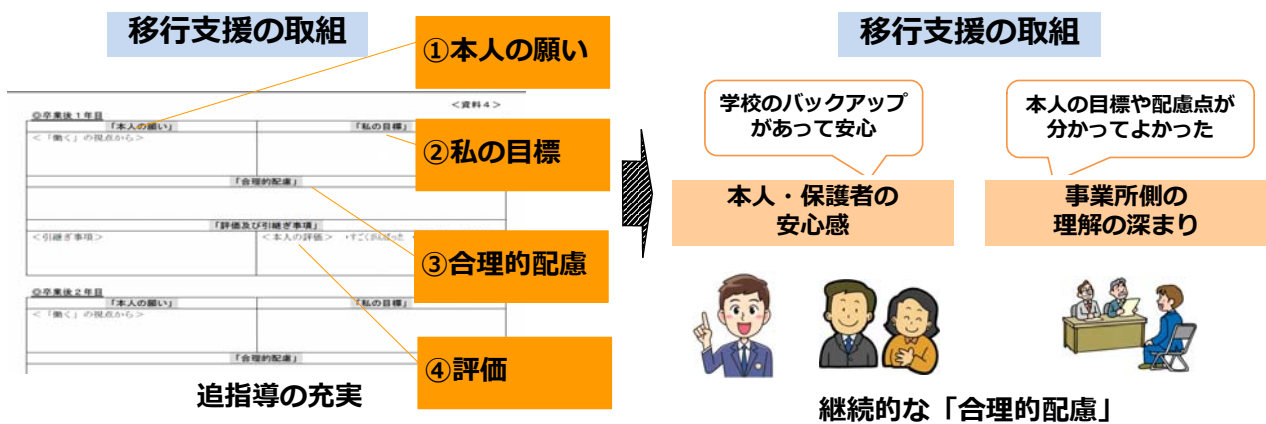 移行支援の取組
①本人の願い
<資料4>
◎卒業後1年目
「本人の願い」
「私の目標」
<「働く」の視点から>
②私の目標
「合理的配慮」
「評価及び引継ぎ事項」
<引継ぎ事項>
<本人の評価> ・すごくがんばった
③合理的配慮
◎卒業後2年目
「本人の願い」
「私の目標」
<「働く」の視点から>
「合理的配慮」
④評価
追指導の充実
移行支援の取組
学校のバックアップ
があって安心
本人の目標や配慮点が
分かってよかった
本人・保護者の
安心感
事業所側の
理解の深まり
継続的な「合理的配慮」